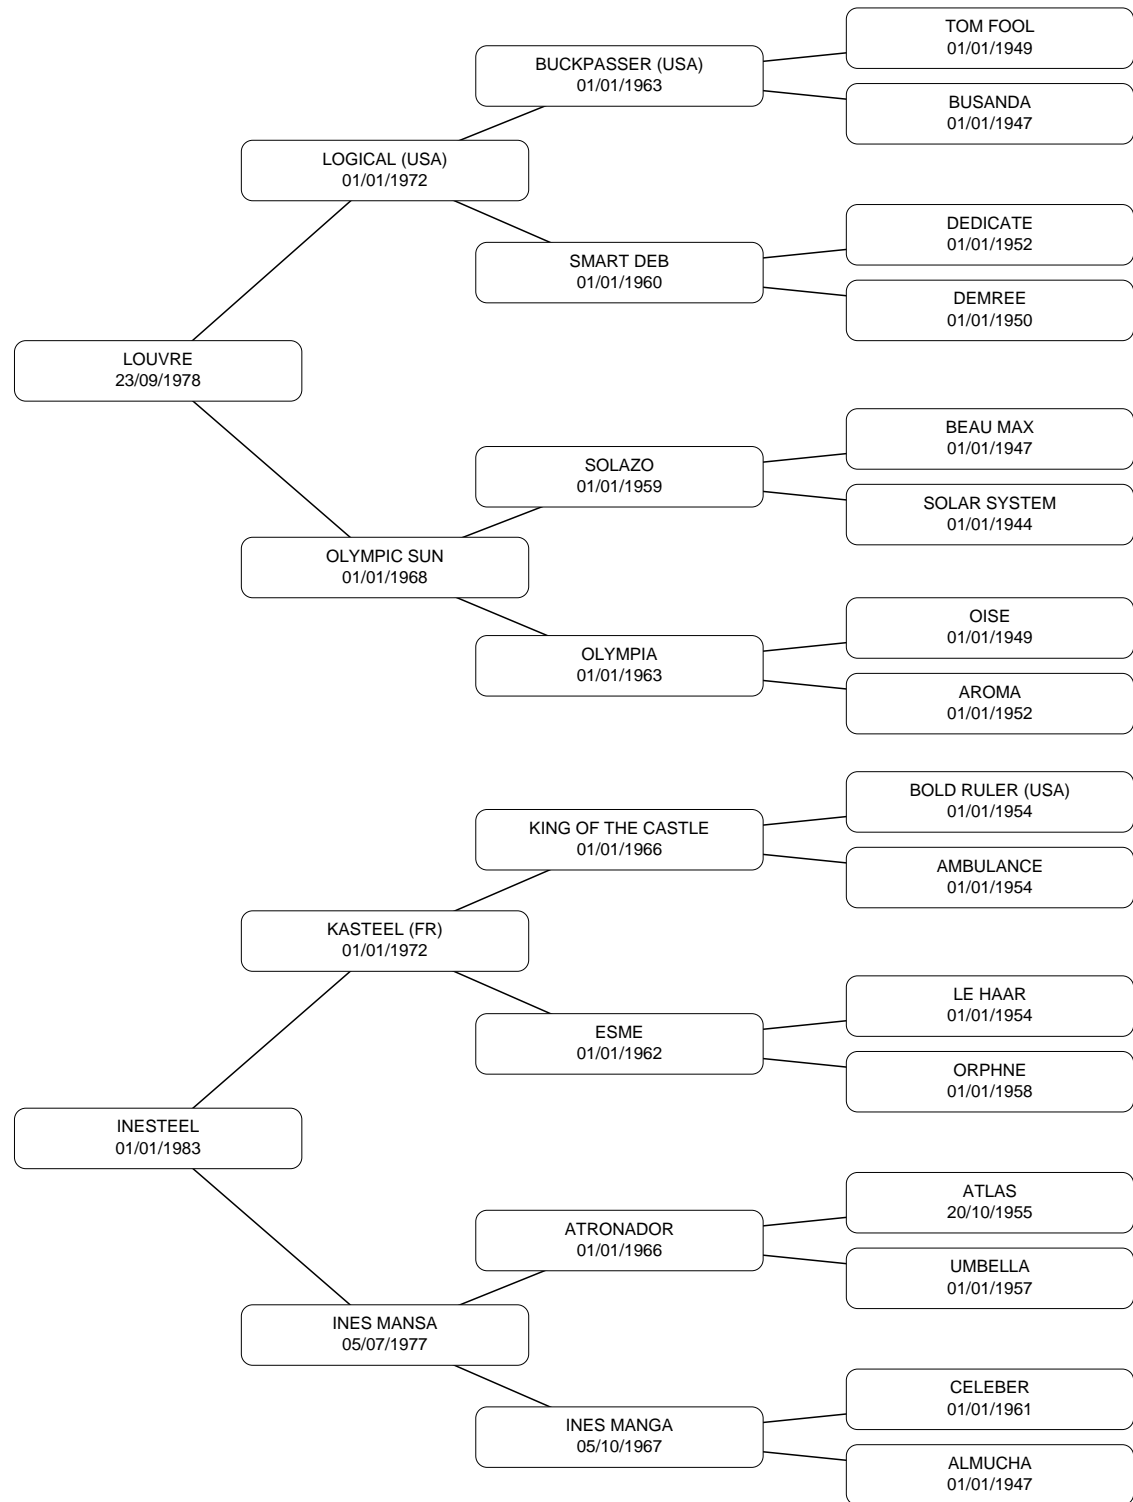 TOM FOOL
01/01/1949
BUCKPASSER (USA)
01/01/1963
BUSANDA
01/01/1947
LOGICAL (USA)
01/01/1972
DEDICATE
01/01/1952
SMART DEB
01/01/1960
DEMREE
01/01/1950
LOUVRE
23/09/1978
BEAU MAX
01/01/1947
SOLAZO
01/01/1959
SOLAR SYSTEM
01/01/1944
OLYMPIC SUN
01/01/1968
OISE
01/01/1949
OLYMPIA
01/01/1963
AROMA
01/01/1952
BOLD RULER (USA)
01/01/1954
KING OF THE CASTLE
01/01/1966
AMBULANCE
01/01/1954
KASTEEL (FR)
01/01/1972
LE HAAR
01/01/1954
ESME
01/01/1962
ORPHNE
01/01/1958
INESTEEL
01/01/1983
ATLAS
20/10/1955
ATRONADOR
01/01/1966
UMBELLA
01/01/1957
INES MANSA
05/07/1977
CELEBER
01/01/1961
INES MANGA
05/10/1967
ALMUCHA
01/01/1947